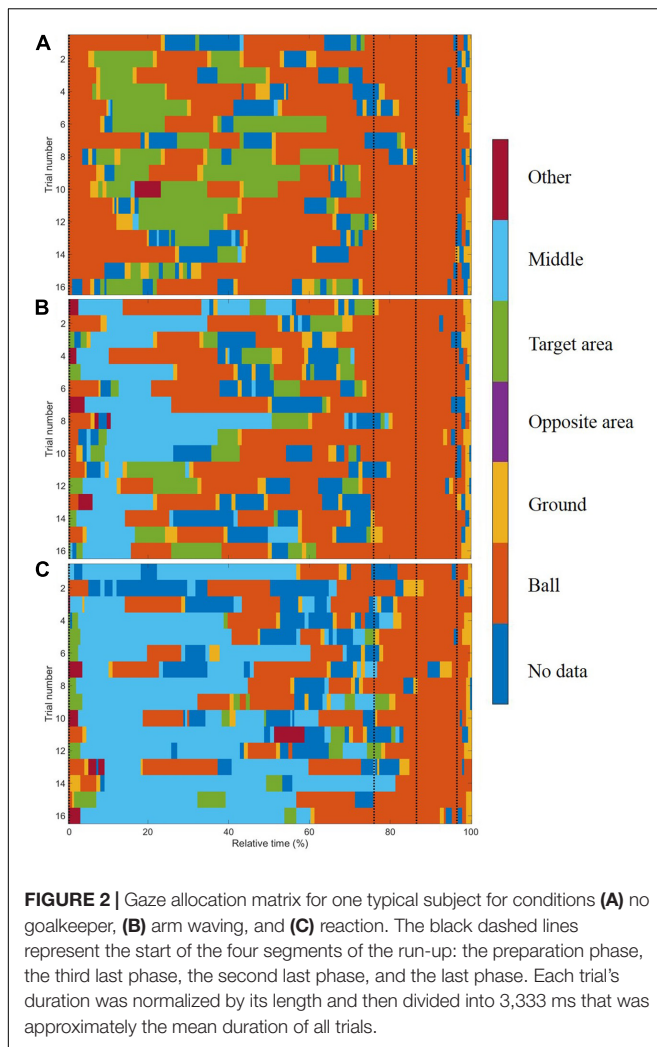 A
2
4
6
8
10
12
14
16
Trial number
B
2
4
6
8
10
12
14
16
Trial number
C
2
4
6
8
10
12
14
16
Trial number
0 20 40 60 80 100
Relative time (%)
Other
Middle
Target area
Opposite area
Ground
Ball
No data
FIGURE 2 | Gaze allocation matrix for one typical subject for conditions (A) no
goalkeeper, (B) arm waving, and (C) reaction. The black dashed lines
represent the start of the four segments of the run-up: the preparation phase,
the third last phase, the second last phase, and the last phase. Each trial's
duration was normalized by its length and then divided into 3,333 ms that was
approximately the mean duration of all trials.